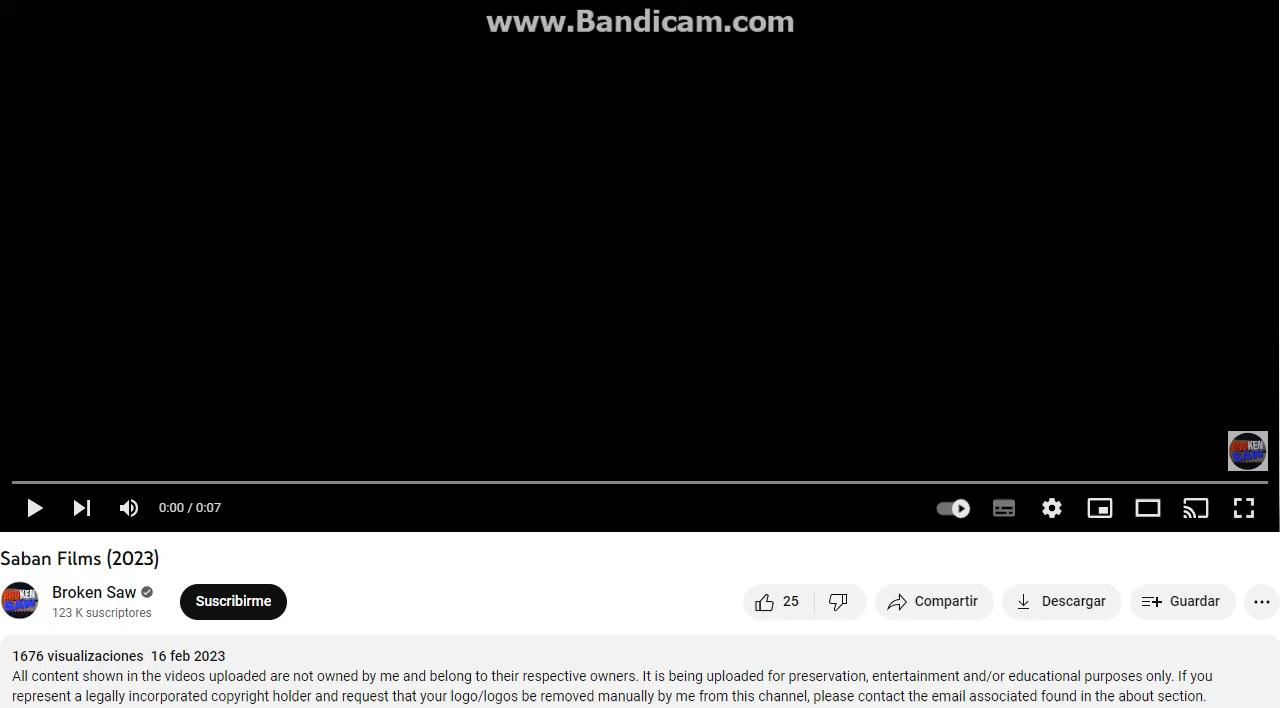 www.Bandicam.com
BROKEN SAW
0:00 / 0:07
Saban Films (2023)
Broken Saw
123 K suscriptores
Suscribirme
25
Compartir
Descargar
Guardar
1676 visualizaciones 16 feb 2023
All content shown in the videos uploaded are not owned by me and belong to their respective owners. It is being uploaded for preservation, entertainment and/or educational purposes only. If you
represent a legally incorporated copyright holder and request that your logo/logos be removed manually by me from this channel, please contact the email associated found in the about section.